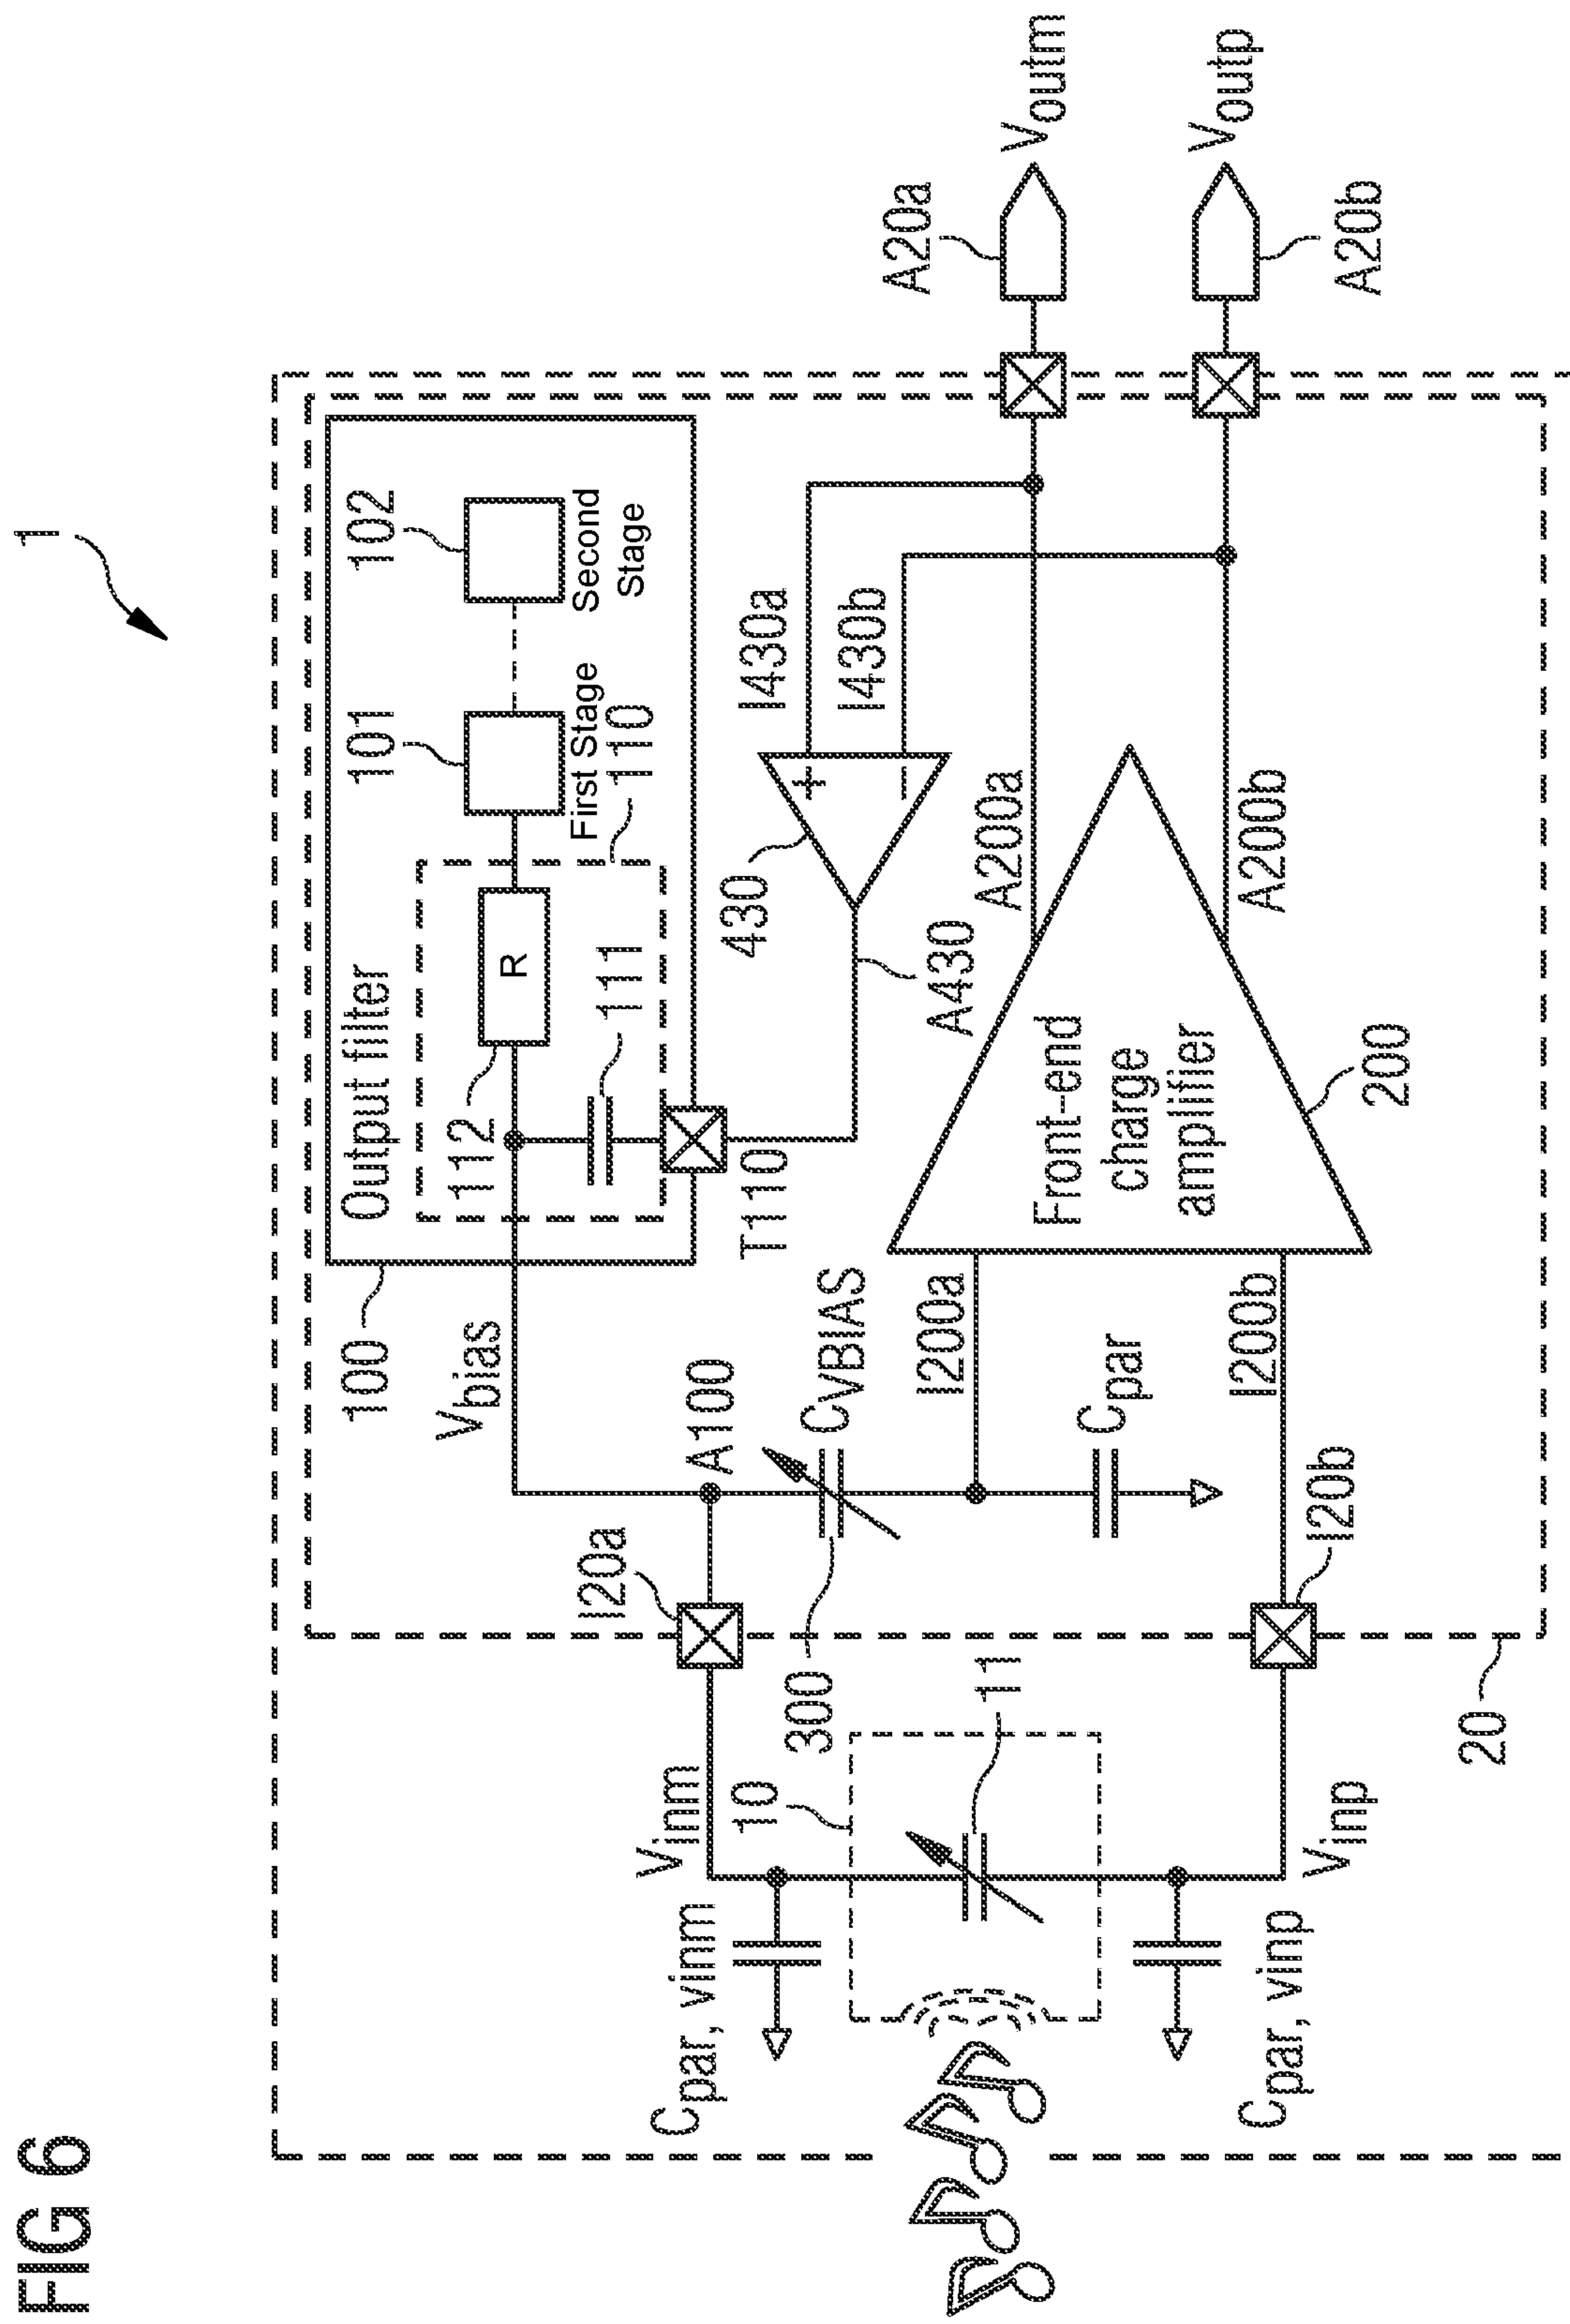 FIG 6
1
Output filter
100
112
R
111
110
101
First Stage
102
Second
Stage
Vbias
T110
A100
CVBIAS
300
I20a
Vinm
Cpar, vinm
10
11
Cpar, vinp
Vinp
20
I20b
Cpar
I200a
I200b
Front-end
charge
amplifier
200
A200a
A200b
430
A430
I430a
I430b
+
−
A20a
Voutm
A20b
Voutp